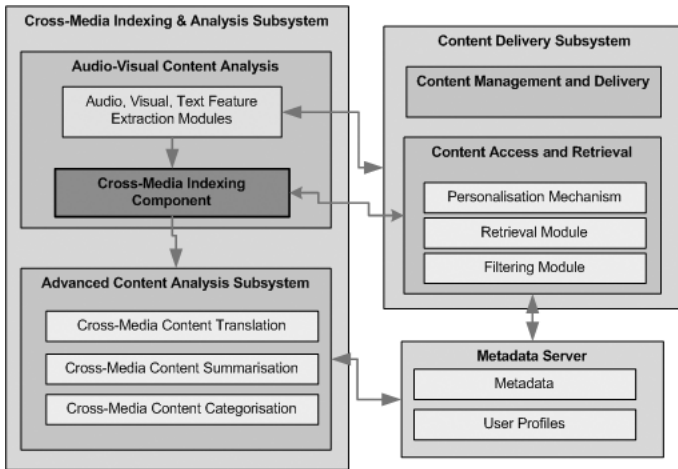 Cross-Media Indexing & Analysis Subsystem
Audio-Visual Content Analysis
Audio, Visual, Text Feature
Extraction Modules
Cross-Media Indexing
Component
Advanced Content Analysis Subsystem
Cross-Media Content Translation
Cross-Media Content Summarisation
Cross-Media Content Categorisation
Content Delivery Subsystem
Content Management and Delivery
Content Access and Retrieval
Personalisation Mechanism
Retrieval Module
Filtering Module
Metadata Server
Metadata
User Profiles